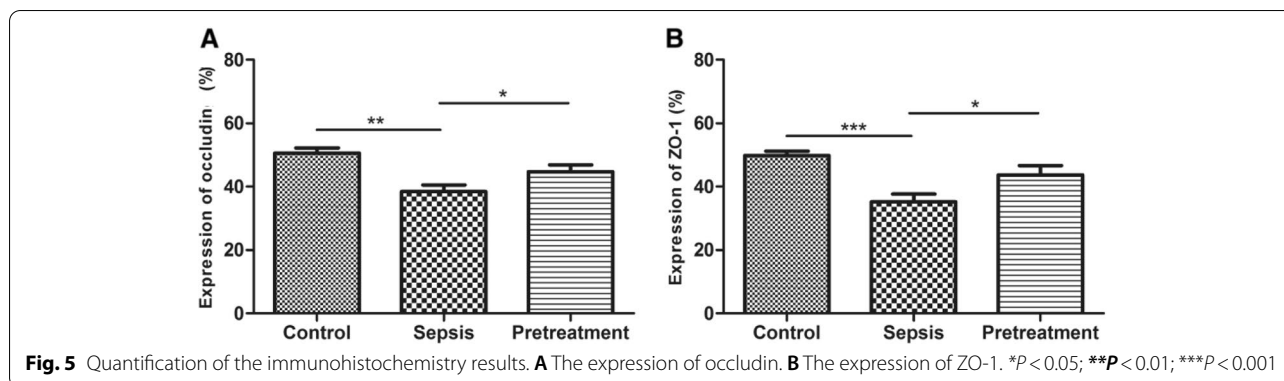 A
Expression of occludin (%)
80
60
40
20
0
**
*
Control Sepsis Pretreatment
B
Expression of ZO-1 (%)
80
60
40
20
0
***
*
Control Sepsis Pretreatment
Fig. 5 Quantification of the immunohistochemistry results. A The expression of occludin. B The expression of ZO-1. *P < 0.05; **P < 0.01; ***P < 0.001